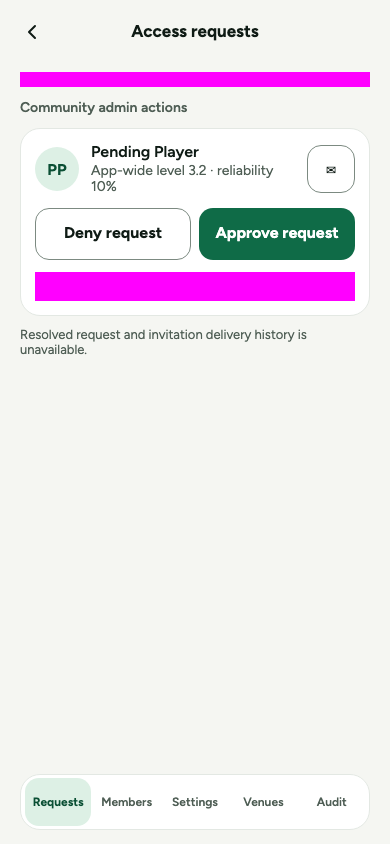 Access requests
Community admin actions
PP
Pending Player
App-wide level 3.2 · reliability
10%
✉
Deny request
Approve request
Resolved request and invitation delivery history is
unavailable.
Requests
Members
Settings
Venues
Audit